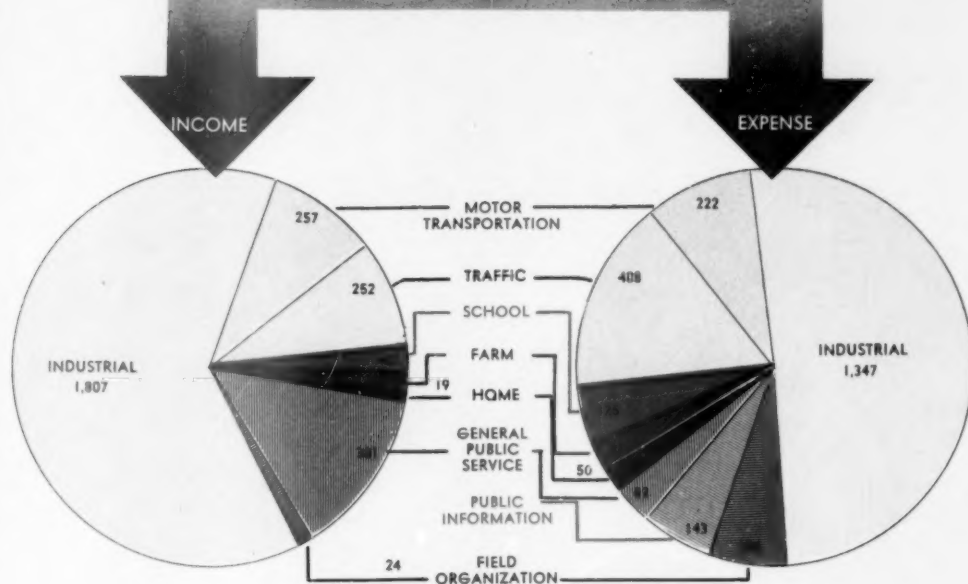 INCOME
EXPENSE
257
MOTOR
TRANSPORTATION
222
252
TRAFFIC
408
SCHOOL
INDUSTRIAL
1,807
FARM
INDUSTRIAL
1,347
19
HOME
GENERAL
PUBLIC
SERVICE
50
82
PUBLIC
INFORMATION
143
24
FIELD
ORGANIZATION